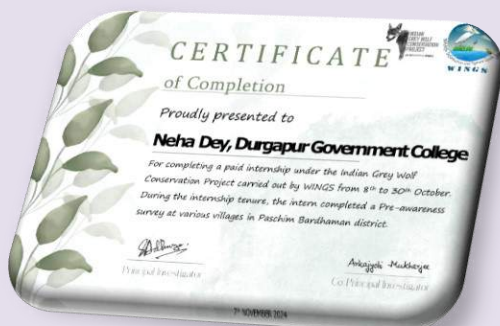 CERTIFICATE
of Completion
INDIAN
GREY WOLF
CONSERVATION
PROJECT
WINGS
Proudly presented to
Neha Dey, Durgapur Government College
For completing a paid internship under the Indian Grey Wolf
Conservation Project carried out by WINGS from 8th to 30th October.
During the internship tenure, the intern completed a Pre-awareness
survey at various villages in Paschim Bardhaman district.
Arkajyoti Mukherjee
Principal Investigator
Co-Principal Investigator
7th NOVEMBER 2024